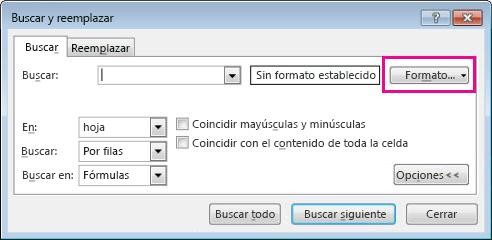 Buscar y reemplazar
Buscar Reemplazar
Buscar: Sin formato establecido Formato...
En: hoja Coincidir mayúsculas y minúsculas
Buscar: Por filas Coincidir con el contenido de toda la celda
Buscar en: Fórmulas Opciones <<
Buscar todo Buscar siguiente Cerrar